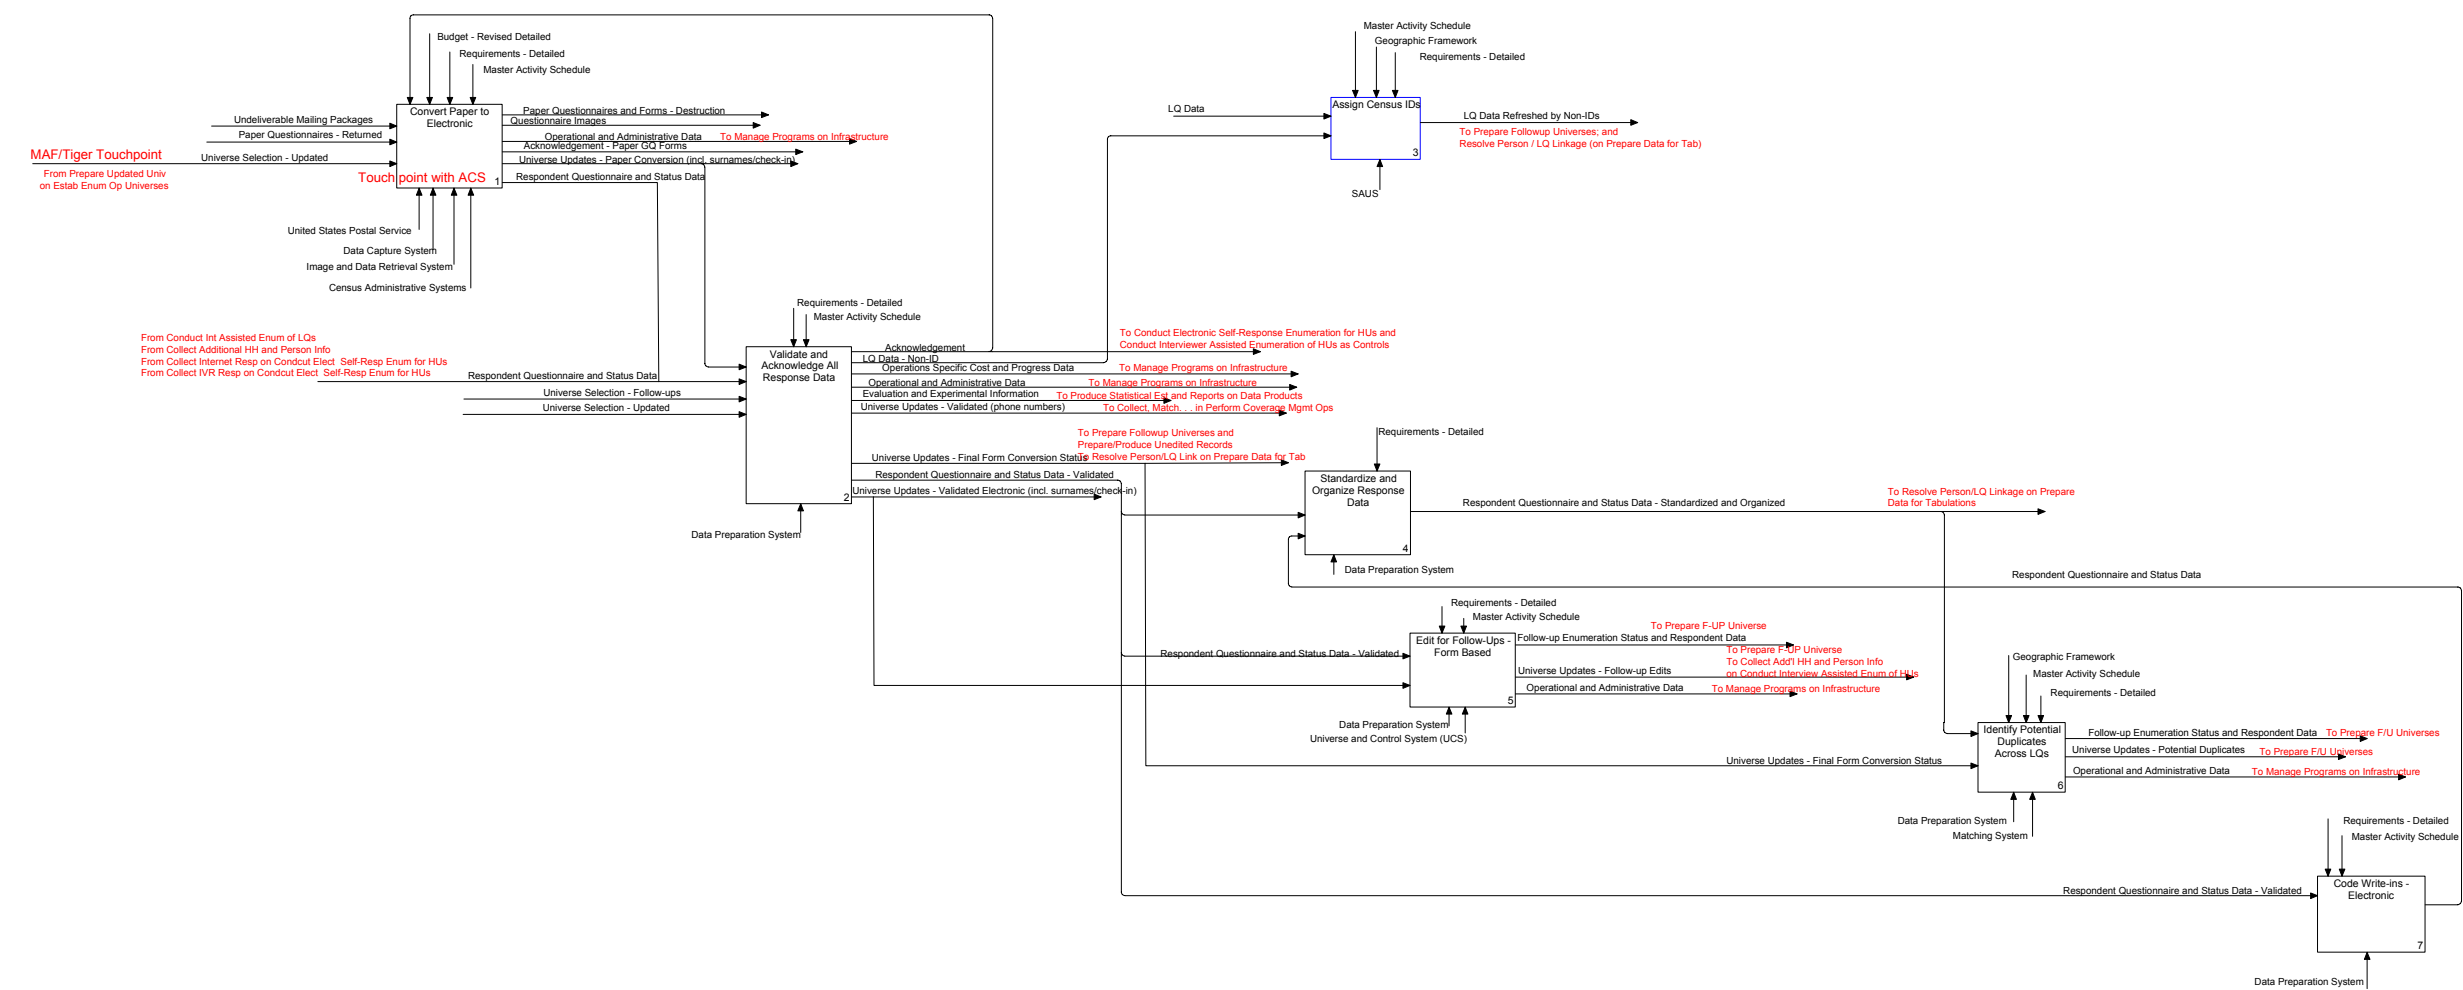 Budget - Revised Detailed
Requirements - Detailed
Master Activity Schedule
Convert Paper to
Electronic
1
Undeliverable Mailing Packages
Paper Questionnaires - Returned
MAF/Tiger Touchpoint
Universe Selection - Updated
From Prepare Updated Univ
on Estab Enum Op Universes
Touch point with ACS
Paper Questionnaires and Forms - Destruction
Questionnaire Images
Operational and Administrative Data
To Manage Programs on Infrastructure
Acknowledgement - Paper GQ Forms
Universe Updates - Paper Conversion (incl. surnames/check-in)
Respondent Questionnaire and Status Data
United States Postal Service
Data Capture System
Image and Data Retrieval System
Census Administrative Systems
Master Activity Schedule
Geographic Framework
Requirements - Detailed
LQ Data
Assign Census IDs
3
LQ Data Refreshed by Non-IDs
To Prepare Followup Universes; and
Resolve Person / LQ Linkage (on Prepare Data for Tab)
SAUS
Requirements - Detailed
Master Activity Schedule
From Conduct Int Assisted Enum of LQs
From Collect Additional HH and Person Info
From Collect Internet Resp on Condcut Elect  Self-Resp Enum for HUs
From Collect IVR Resp on Condcut Elect  Self-Resp Enum for HUs
Respondent Questionnaire and Status Data
Universe Selection - Follow-ups
Universe Selection - Updated
Validate and
Acknowledge All
Response Data
2
To Conduct Electronic Self-Response Enumeration for HUs and
Conduct Interviewer Assisted Enumeration of HUs as Controls
Acknowledgement
LQ Data - Non-ID
Operations Specific Cost and Progress Data
To Manage Programs on Infrastructure
Operational and Administrative Data
To Manage Programs on Infrastructure
Evaluation and Experimental Information
To Produce Statistical Est and Reports on Data Products
Universe Updates - Validated (phone numbers)
To Collect, Match. . . in Perform Coverage Mgmt Ops
To Prepare Followup Universes and
Prepare/Produce Unedited Records
Universe Updates - Final Form Conversion Status
To Resolve Person/LQ Link on Prepare Data for Tab
Respondent Questionnaire and Status Data - Validated
Universe Updates - Validated Electronic (incl. surnames/check-in)
Data Preparation System
Requirements - Detailed
Standardize and
Organize Response
Data
4
Respondent Questionnaire and Status Data - Standardized and Organized
To Resolve Person/LQ Linkage on Prepare
Data for Tabulations
Data Preparation System
Respondent Questionnaire and Status Data
Requirements - Detailed
Master Activity Schedule
Respondent Questionnaire and Status Data - Validated
Edit for Follow-Ups -
Form Based
5
To Prepare F-UP Universe
Follow-up Enumeration Status and Respondent Data
To Prepare F-UP Universe
To Collect Add'l HH and Person Info
on Conduct Interview Assisted Enum of HUs
Universe Updates - Follow-up Edits
Operational and Administrative Data
To Manage Programs on Infrastructure
Data Preparation System
Universe and Control System (UCS)
Geographic Framework
Master Activity Schedule
Requirements - Detailed
Universe Updates - Final Form Conversion Status
Identify Potential
Duplicates
Across LQs
6
Follow-up Enumeration Status and Respondent Data
To Prepare F/U Universes
Universe Updates - Potential Duplicates
To Prepare F/U Universes
Operational and Administrative Data
To Manage Programs on Infrastructure
Data Preparation System
Matching System
Requirements - Detailed
Master Activity Schedule
Respondent Questionnaire and Status Data - Validated
Code Write-ins -
Electronic
7
Data Preparation System